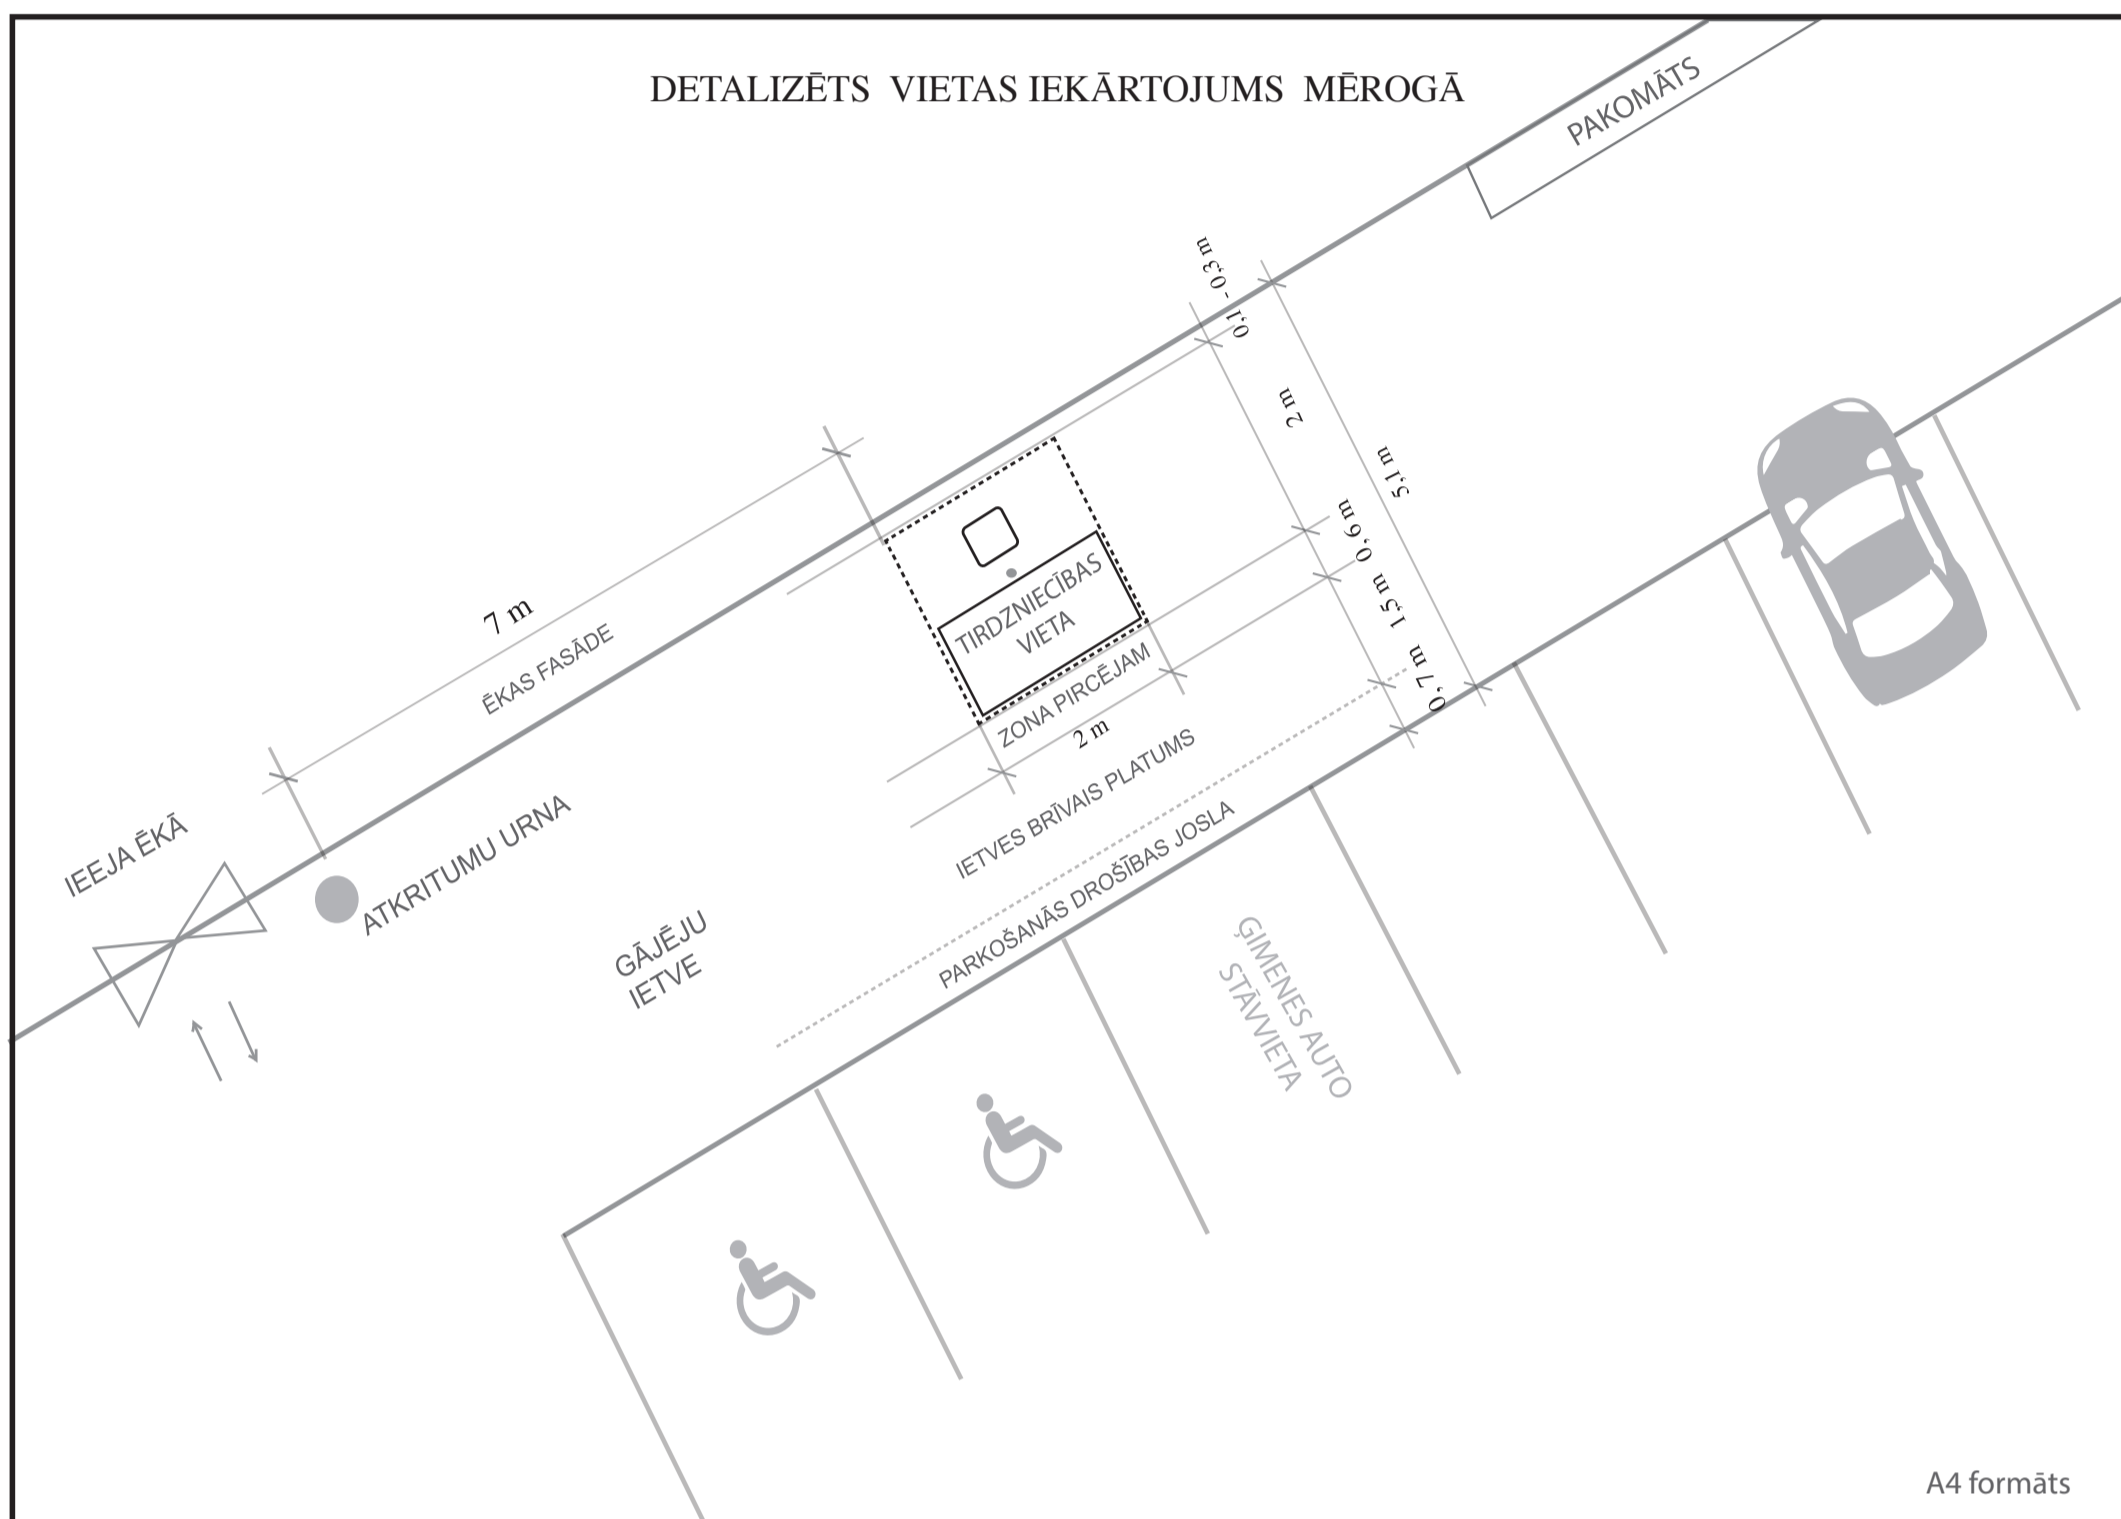 DETALIZĒTS VIETAS IEKĀRTOJUMS MĒROGĀ
PAKOMĀTS
0,1 - 0,3 m
2 m
5,1 m
0,6 m
1,5 m
0,7 m
7 m
ĒKAS FASĀDE
TIRDZNIECĪBAS
VIETA
ZONA PIRCĒJAM
2 m
IETVES BRĪVAIS PLATUMS
PARKOŠANĀS DROŠĪBAS JOSLA
IEEJA ĒKĀ
ATKRITUMU URNA
GĀJĒJU
IETVE
ĢIMENES AUTO
STĀVVIETA
A4 formāts